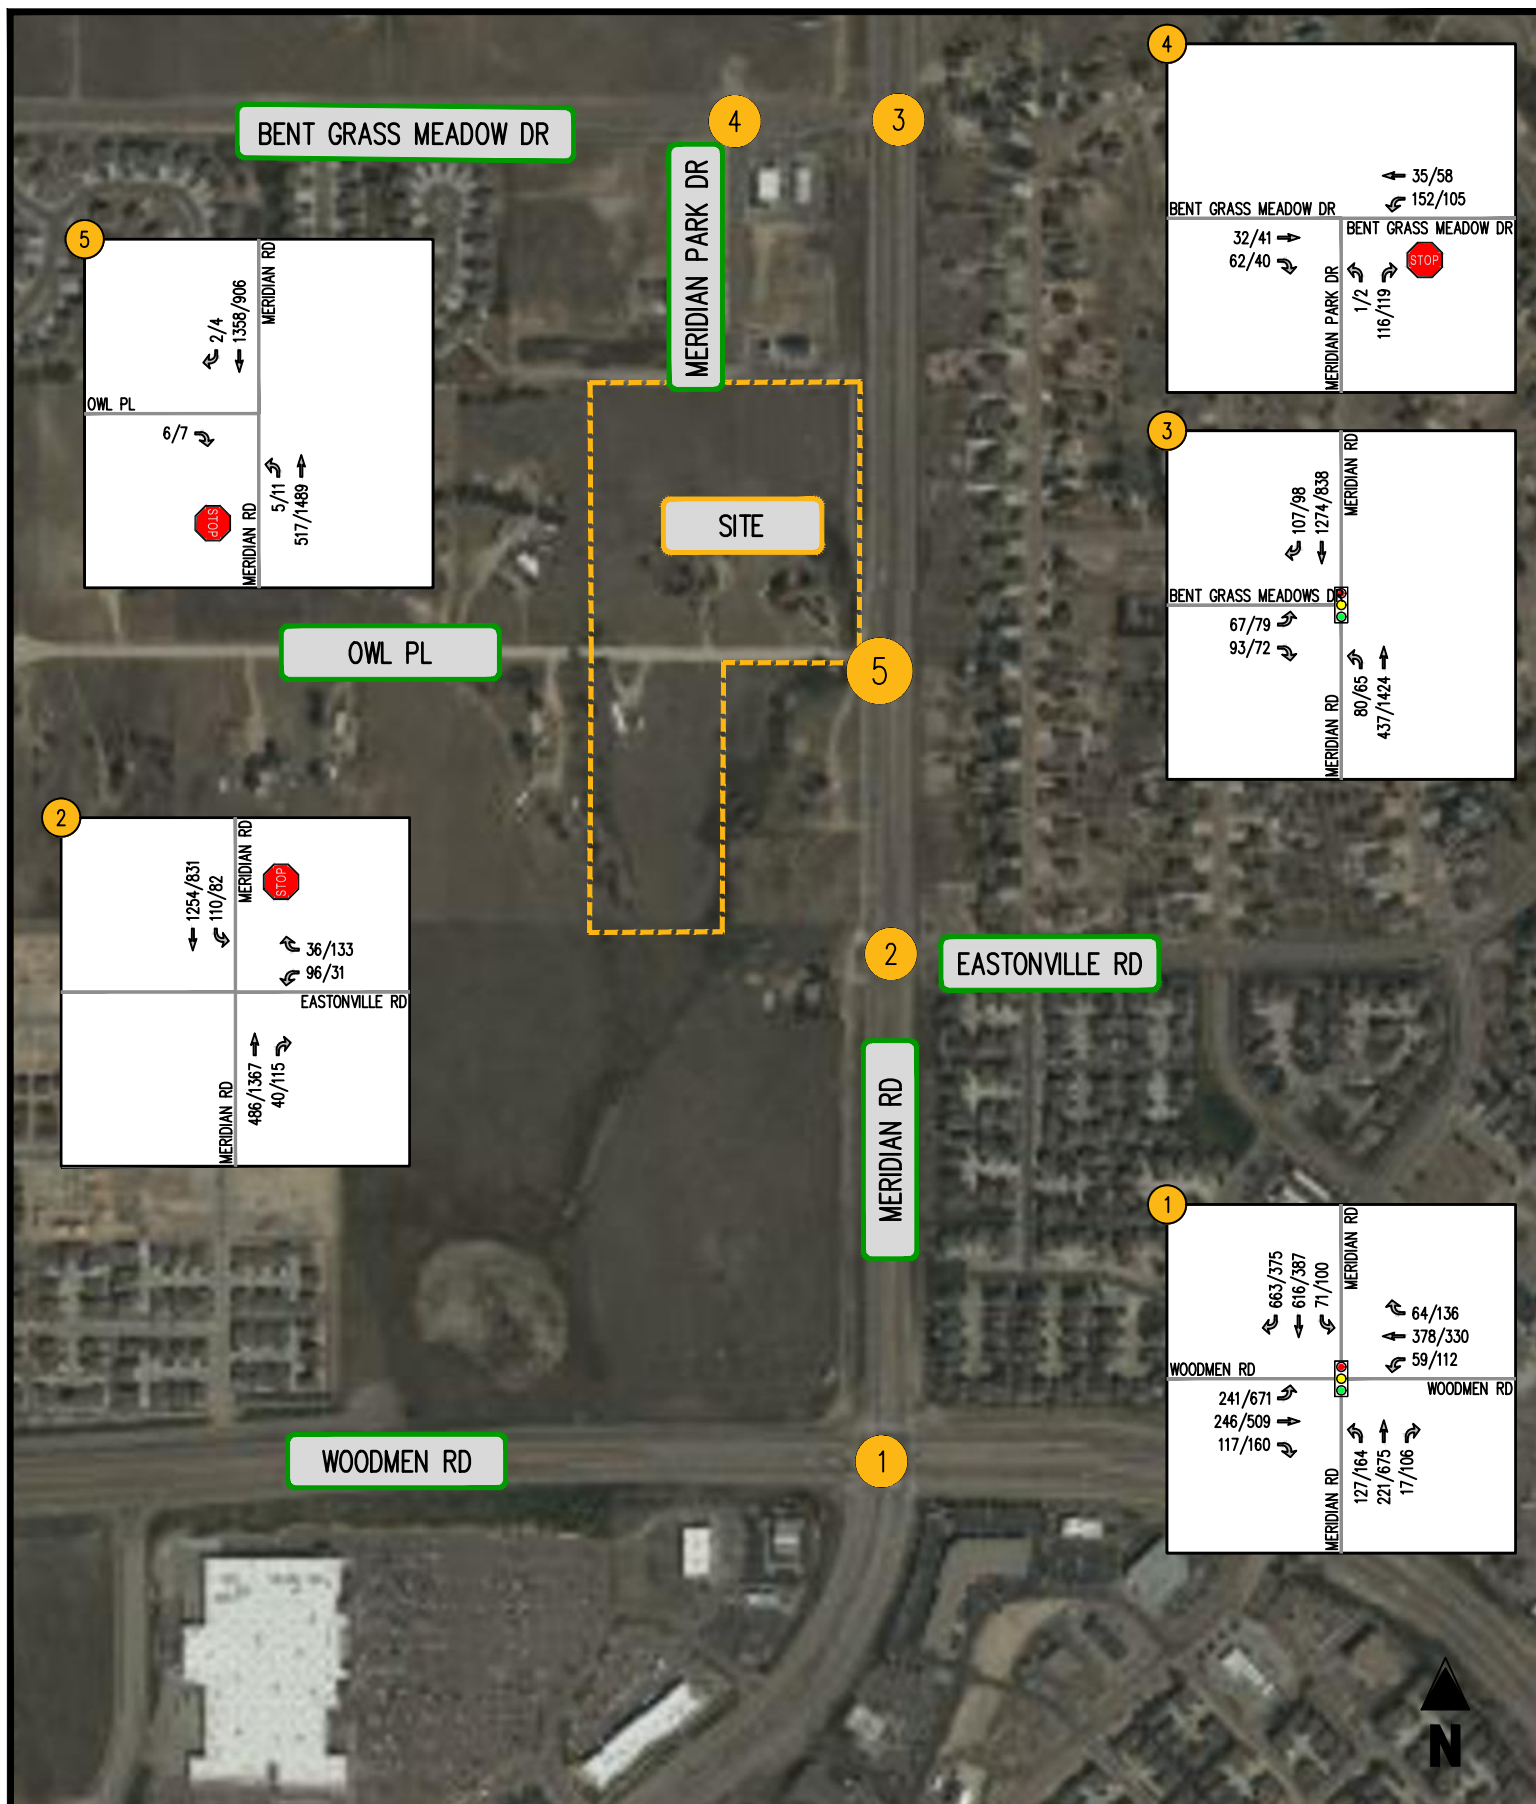 BENT GRASS MEADOW DR
4
3
MERIDIAN PARK DR
SITE
OWL PL
5
2
EASTONVILLE RD
MERIDIAN RD
WOODMEN RD
1
N
4
35/58
152/105
BENT GRASS MEADOW DR
BENT GRASS MEADOW DR
32/41
62/40
STOP
MERIDIAN PARK DR
1/2
116/119
5
MERIDIAN RD
2/4
1358/906
OWL PL
6/7
STOP
MERIDIAN RD
5/11
517/1489
3
MERIDIAN RD
107/98
1274/838
BENT GRASS MEADOWS DR
67/79
93/72
MERIDIAN RD
80/65
437/1424
2
MERIDIAN RD
STOP
1254/831
110/82
36/133
96/31
EASTONVILLE RD
MERIDIAN RD
486/1367
40/115
1
MERIDIAN RD
663/375
616/387
71/100
64/136
378/330
59/112
WOODMEN RD
WOODMEN RD
241/671
246/509
117/160
MERIDIAN RD
127/164
221/675
17/106